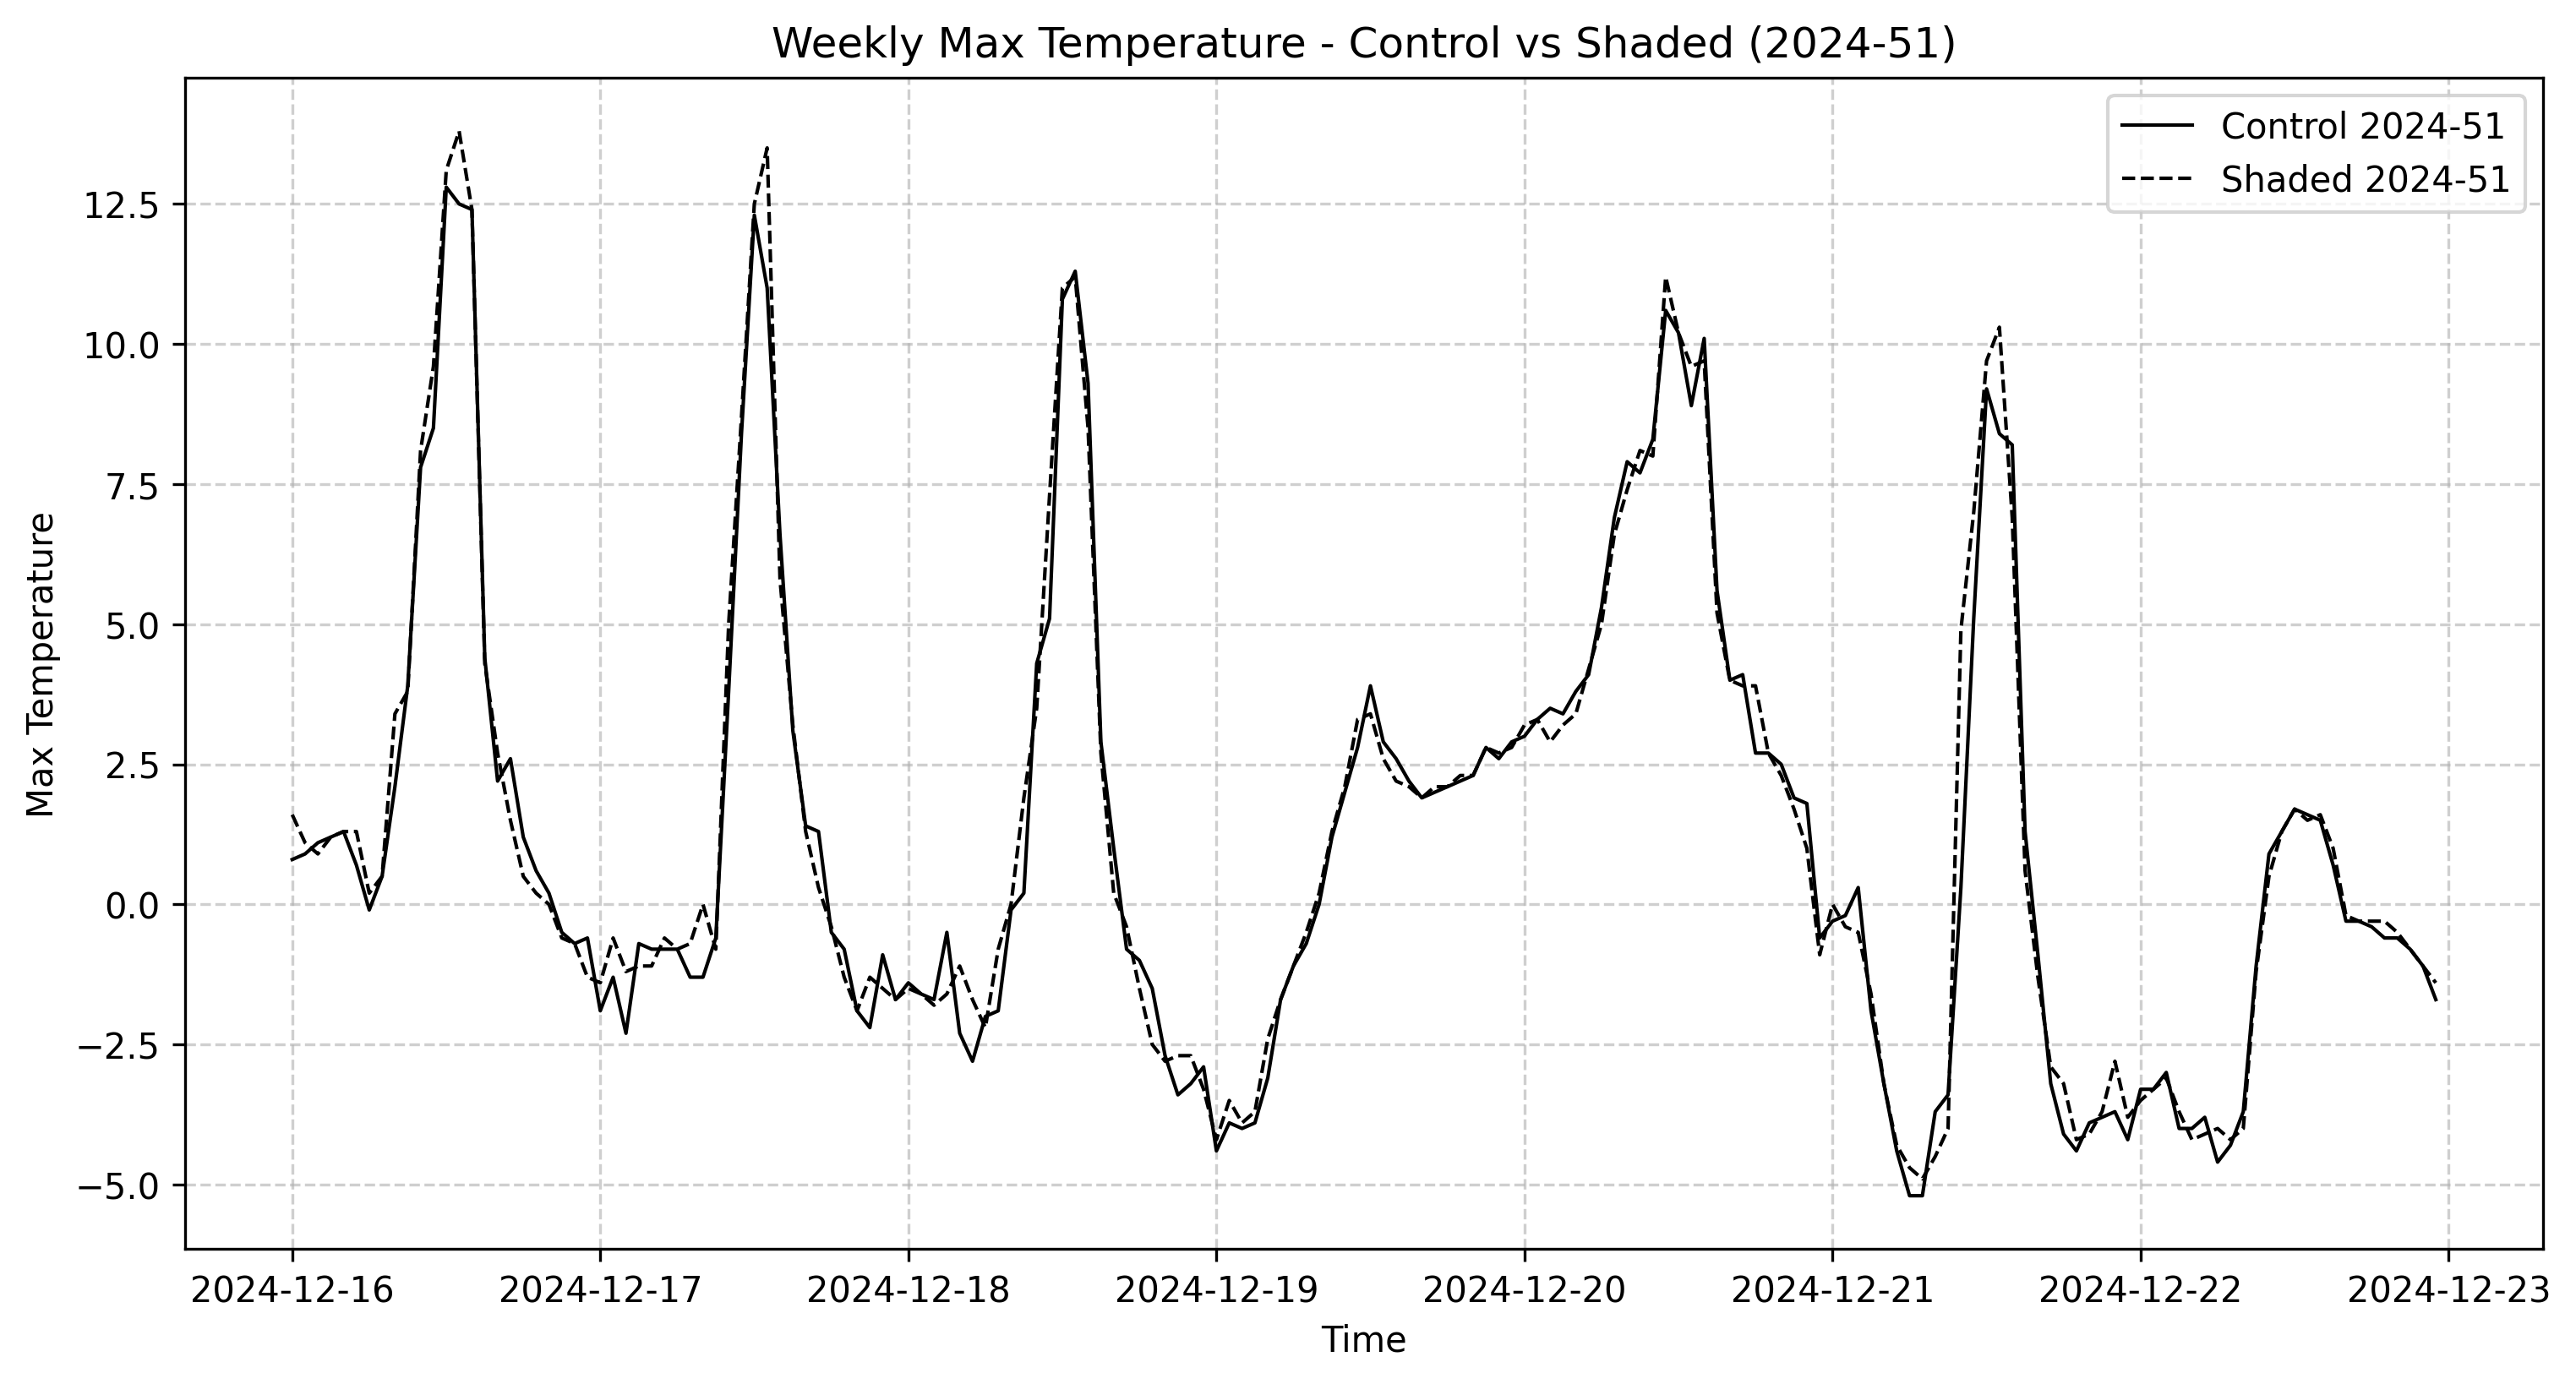 Weekly Max Temperature - Control vs Shaded (2024-51)
Control 2024-51
Shaded 2024-51
Max Temperature
12.5
10.0
7.5
5.0
2.5
0.0
−2.5
−5.0
2024-12-16 2024-12-17 2024-12-18 2024-12-19 2024-12-20 2024-12-21 2024-12-22 2024-12-23
Time